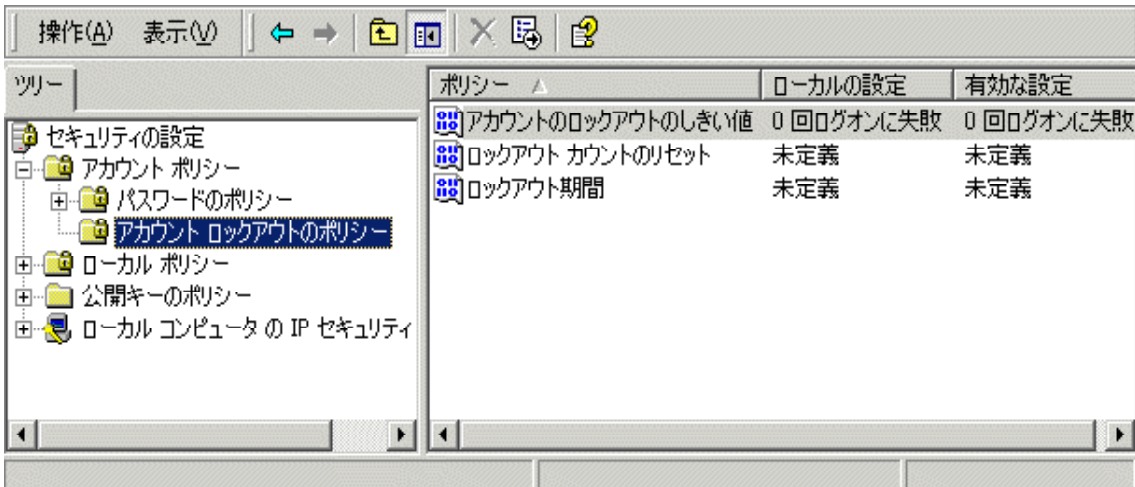 操作(A) 表示(V)
ツリー
セキュリティの設定
アカウント ポリシー
パスワードのポリシー
アカウント ロックアウトのポリシー
ローカル ポリシー
公開キーのポリシー
ローカル コンピュータ の IP セキュリティ
ポリシー ローカルの設定 有効な設定
アカウントのロックアウトのしきい値 0 回ログオンに失敗 0 回ログオンに失敗
ロックアウト カウントのリセット 未定義 未定義
ロックアウト期間 未定義 未定義